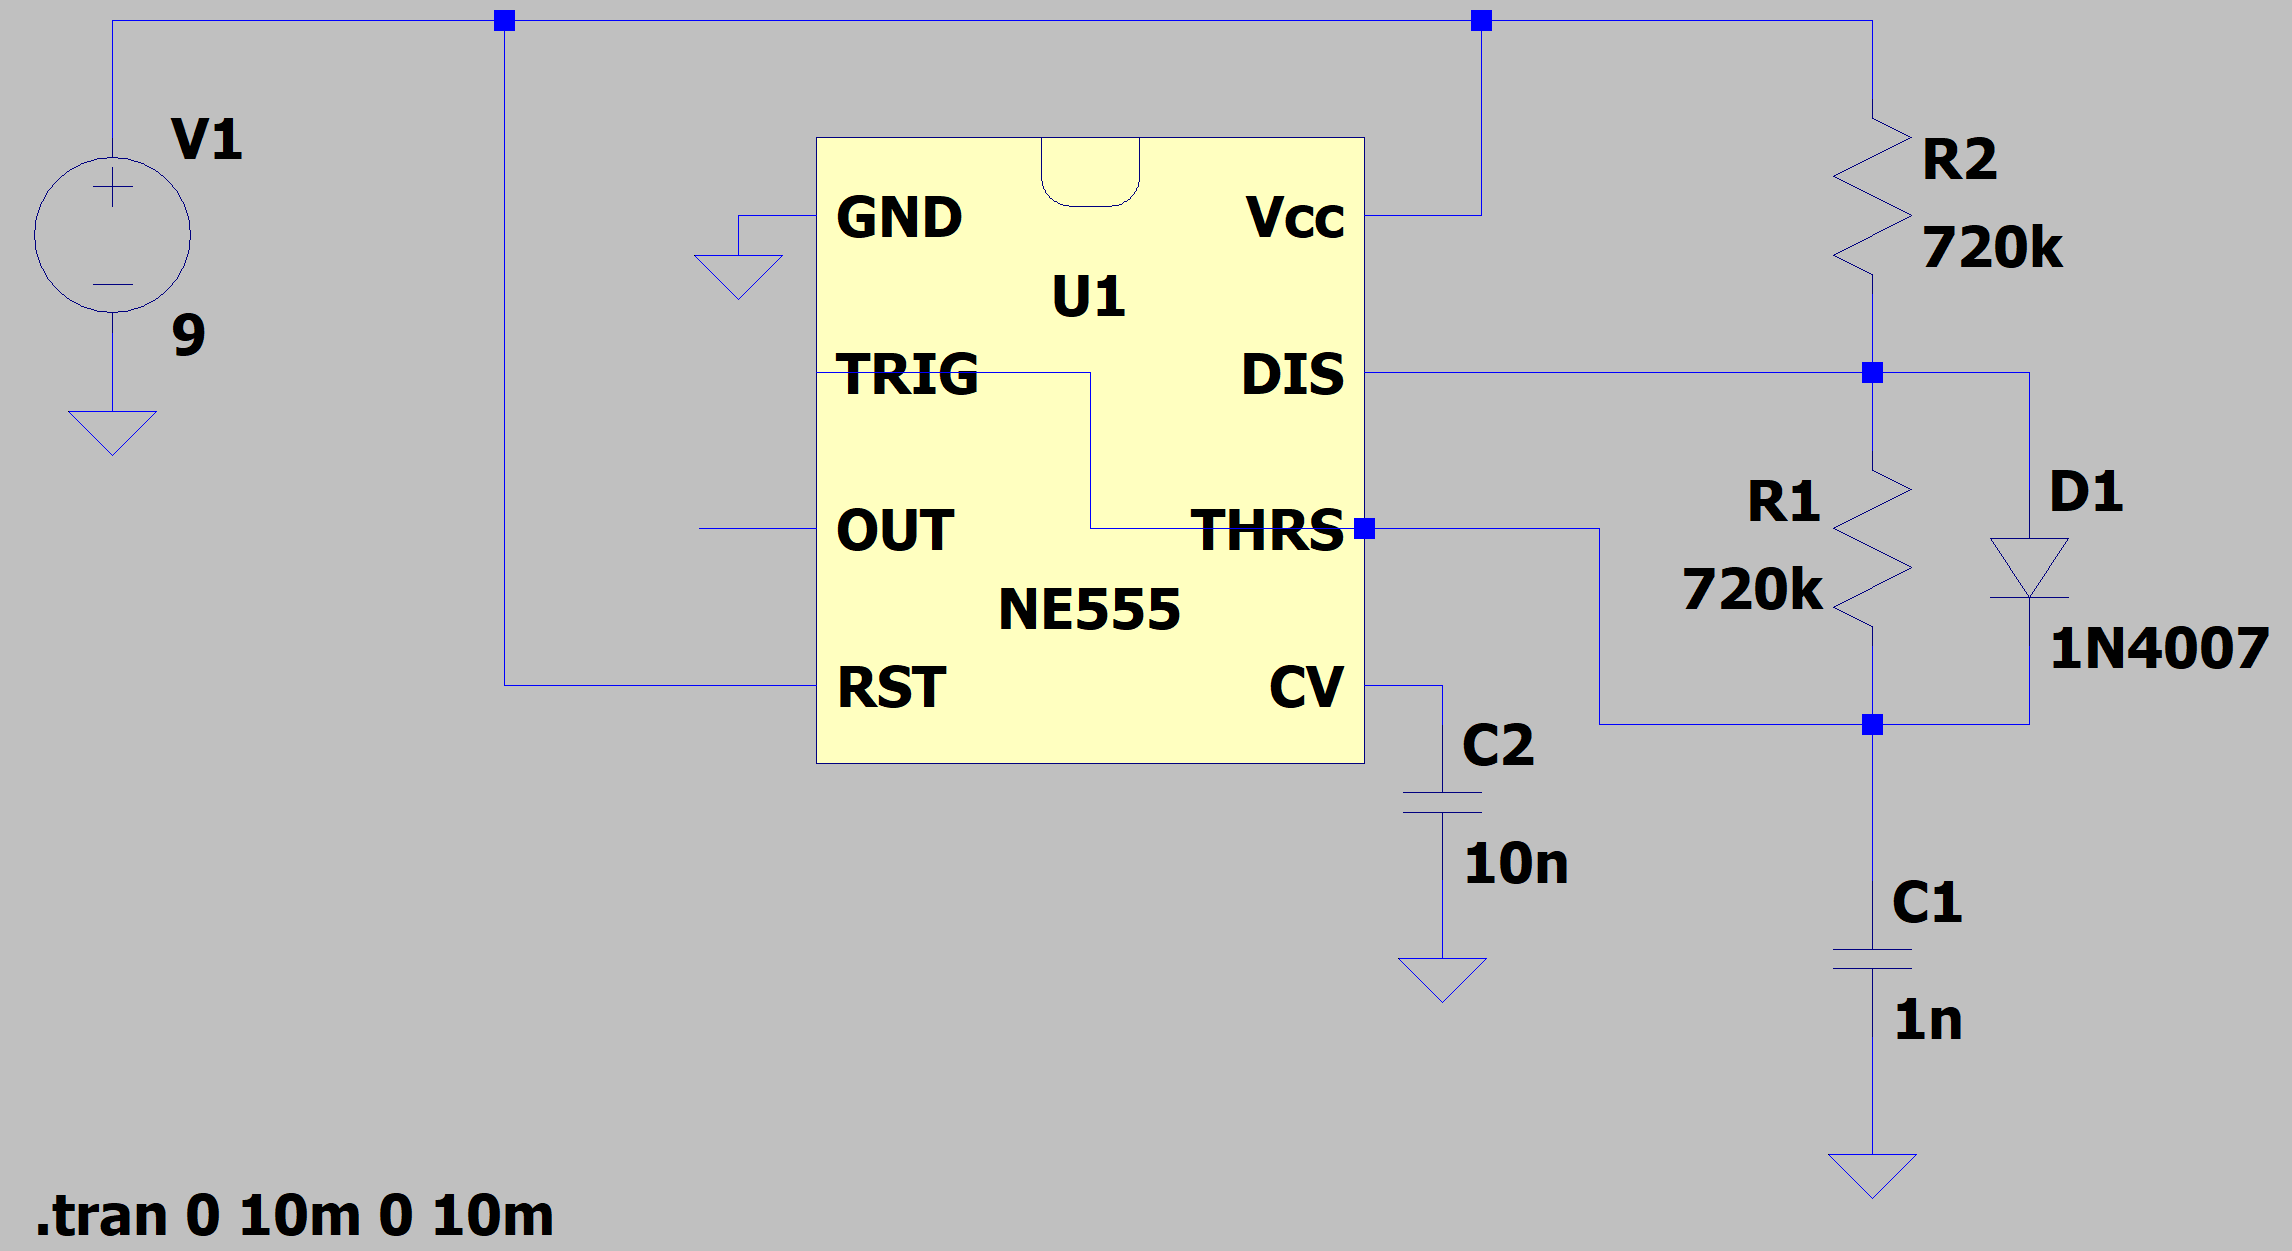 V1
9
GND
Vcc
U1
TRIG
DIS
OUT
THRS
NE555
RST
CV
R2
720k
R1
720k
D1
1N4007
C2
10n
C1
1n
.tran 0 10m 0 10m